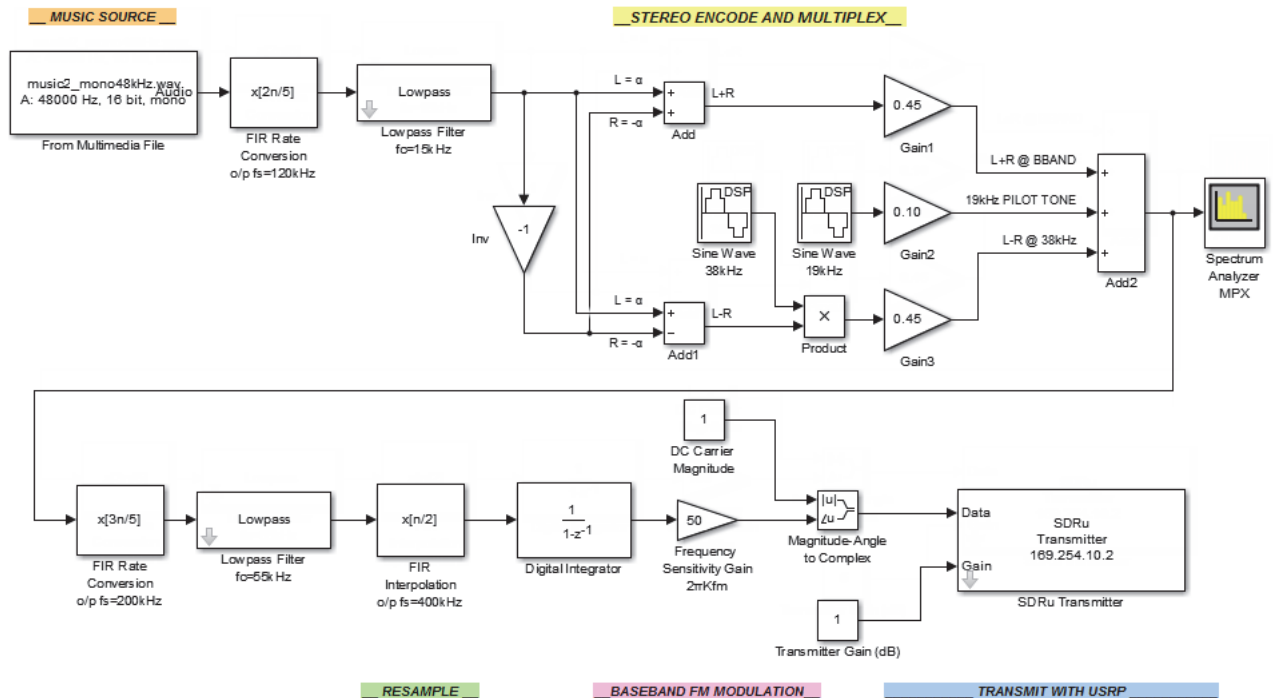 __ MUSIC SOURCE __
__STEREO ENCODE AND MULTIPLEX__
music2_mono48kHz.wav
A: 48000 Hz, 16 bit, mono
Audio
From Multimedia File
x[2n/5]
FIR Rate
Conversion
o/p fs=120kHz
Lowpass
Lowpass Filter
fc=15kHz
-1
Inv
L = α
R = -α
+
+
Add
L+R
0.45
Gain1
L+R @ BBAND
DSP
Sine Wave
38kHz
DSP
Sine Wave
19kHz
0.10
Gain2
19kHz PILOT TONE
L = α
R = -α
+
−
Add1
L-R
×
Product
0.45
Gain3
L-R @ 38kHz
+
+
+
Add2
Spectrum
Analyzer
MPX
x[3n/5]
FIR Rate
Conversion
o/p fs=200kHz
Lowpass
Lowpass Filter
fc=55kHz
x[n/2]
FIR
Interpolation
o/p fs=400kHz
1
1-z-1
Digital Integrator
50
Frequency
Sensitivity Gain
2πKfm
1
DC Carrier
Magnitude
|u|
∠u
Magnitude-Angle
to Complex
1
Transmitter Gain (dB)
Data
Gain
SDRu
Transmitter
169.254.10.2
SDRu Transmitter
__ RESAMPLE __
__BASEBAND FM MODULATION__
__ TRANSMIT WITH USRP __